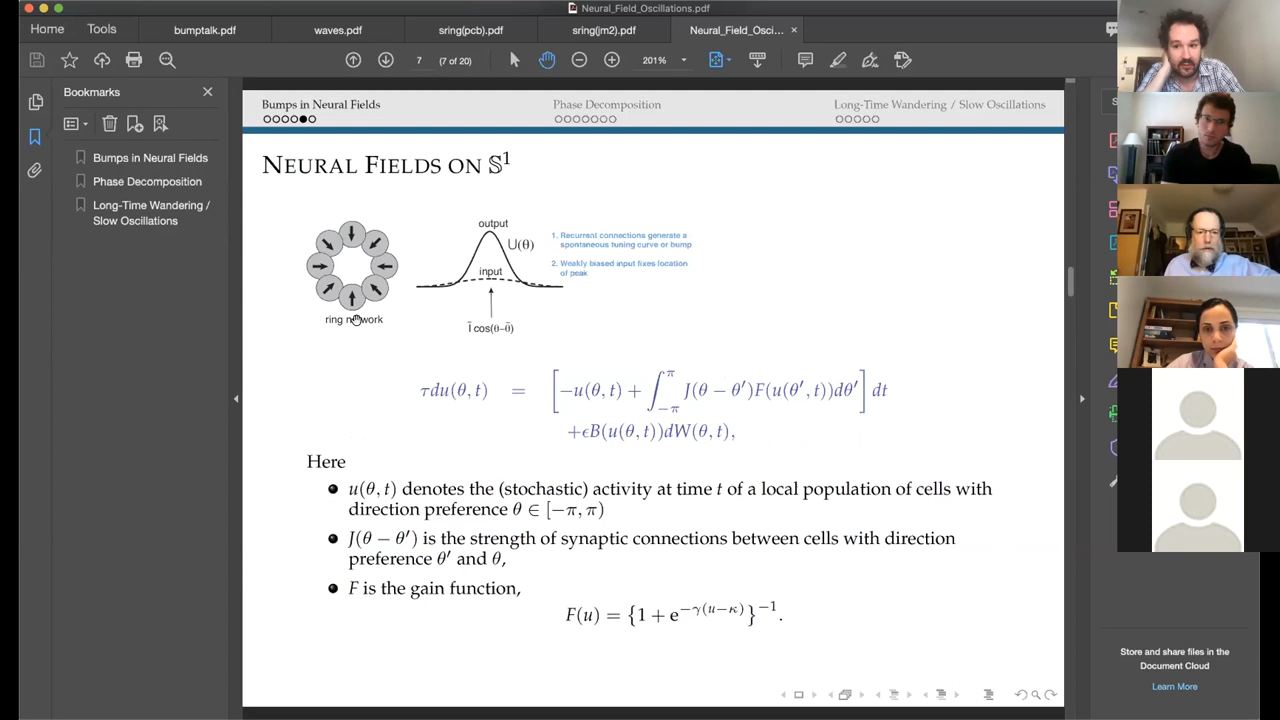 Neural_Field_Oscillations.pdf
Home Tools bumptalk.pdf waves.pdf sring(pcb).pdf sring(jm2).pdf Neural_Field_Osci... ×
7 (7 of 20) 201%
Bookmarks
Bumps in Neural Fields
Phase Decomposition
Long-Time Wandering /
Slow Oscillations
Bumps in Neural Fields Phase Decomposition Long-Time Wandering / Slow Oscillations
NEURAL FIELDS ON 𝕊¹
output
U(θ)
input
Ī cos(θ-θ̄)
ring network
1. Recurrent connections generate a
spontaneous tuning curve or bump
2. Weakly biased input fixes location
of peak
τdu(θ, t) = [−u(θ, t) + ∫_{−π}^{π} J(θ − θ′)F(u(θ′, t))dθ′] dt
+ϵB(u(θ, t))dW(θ, t),
Here
u(θ, t) denotes the (stochastic) activity at time t of a local population of cells with
direction preference θ ∈ [−π, π)
J(θ − θ′) is the strength of synaptic connections between cells with direction
preference θ′ and θ,
F is the gain function,
F(u) = {1 + e^{−γ(u−κ)}}^{−1}.
Store and share files in the
Document Cloud
Learn More